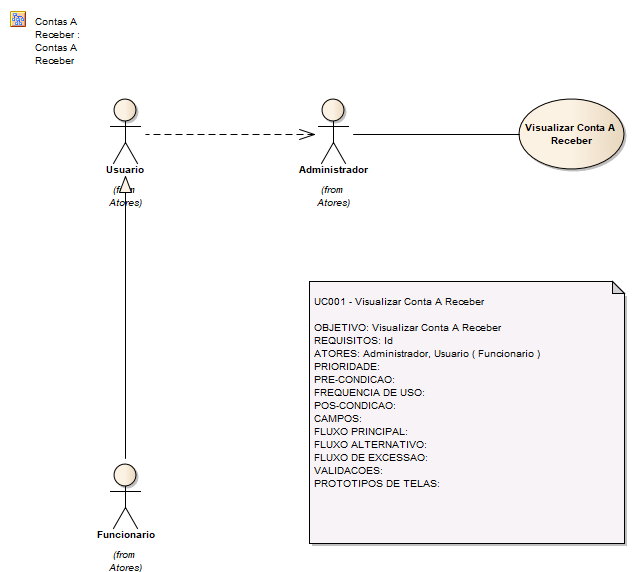 Contas A
Receber :
Contas A
Receber
Usuario
(from
Atores)
Administrador
(from
Atores)
Visualizar Conta A
Receber
UC001 - Visualizar Conta A Receber
OBJETIVO: Visualizar Conta A Receber
REQUISITOS: Id
ATORES: Administrador, Usuario ( Funcionario )
PRIORIDADE:
PRE-CONDICAO:
FREQUENCIA DE USO:
POS-CONDICAO:
CAMPOS:
FLUXO PRINCIPAL:
FLUXO ALTERNATIVO:
FLUXO DE EXCESSAO:
VALIDACOES:
PROTOTIPOS DE TELAS:
Funcionario
(from
Atores)